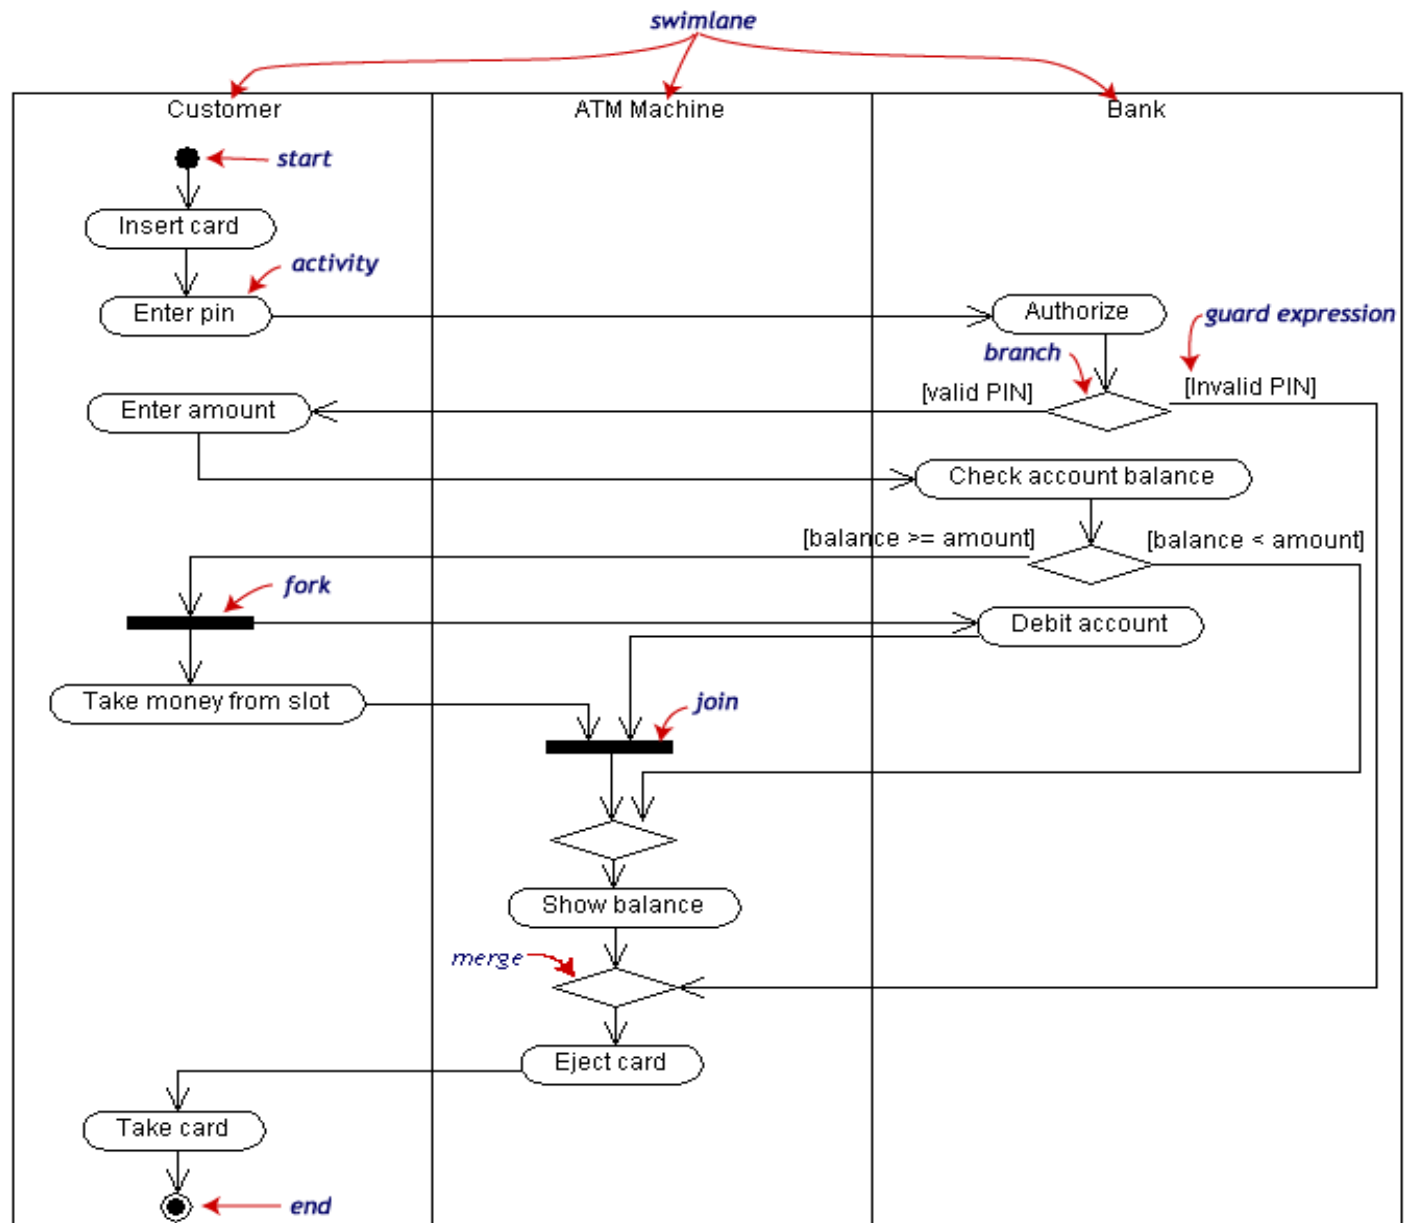 swimlane
Customer
ATM Machine
Bank
start
Insert card
activity
Enter pin
Authorize
guard expression
branch
[valid PIN]
[Invalid PIN]
Enter amount
Check account balance
[balance >= amount]
[balance < amount]
fork
Debit account
Take money from slot
join
Show balance
merge
Eject card
Take card
end